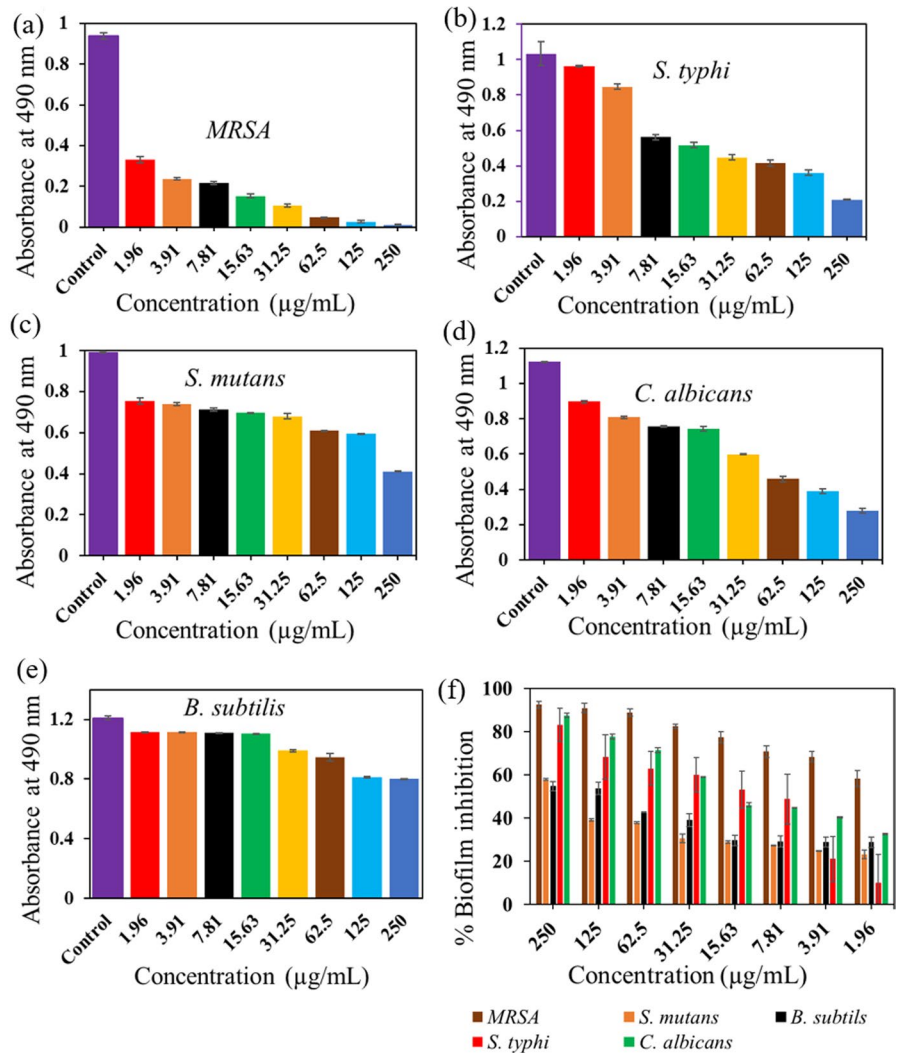 (a)
Absorbance at 490 nm
1
0.8
0.6
0.4
0.2
0
MRSA
Control 1.96 3.91 7.81 15.63 31.25 62.5 125 250
Concentration (µg/mL)
(b)
Absorbance at 490 nm
1.2
1
0.8
0.6
0.4
0.2
0
S. typhi
Control 1.96 3.91 7.81 15.63 31.25 62.5 125 250
Concentration (µg/mL)
(c)
Absorbance at 490 nm
1
0.8
0.6
0.4
0.2
0
S. mutans
Control 1.96 3.91 7.81 15.63 31.25 62.5 125 250
Concentration (µg/mL)
(d)
Absorbance at 490 nm
1.2
1
0.8
0.6
0.4
0.2
0
C. albicans
Control 1.96 3.91 7.81 15.63 31.25 62.5 125 250
Concentration (µg/mL)
(e)
Absorbance at 490 nm
1.2
0.8
0.4
0
B. subtilis
Control 1.96 3.91 7.81 15.63 31.25 62.5 125 250
Concentration (µg/mL)
(f)
% Biofilm inhibition
100
80
60
40
20
0
250 125 62.5 31.25 15.63 7.81 3.91 1.96
Concentration (µg/mL)
MRSA S. mutans B. subtils
S. typhi C. albicans